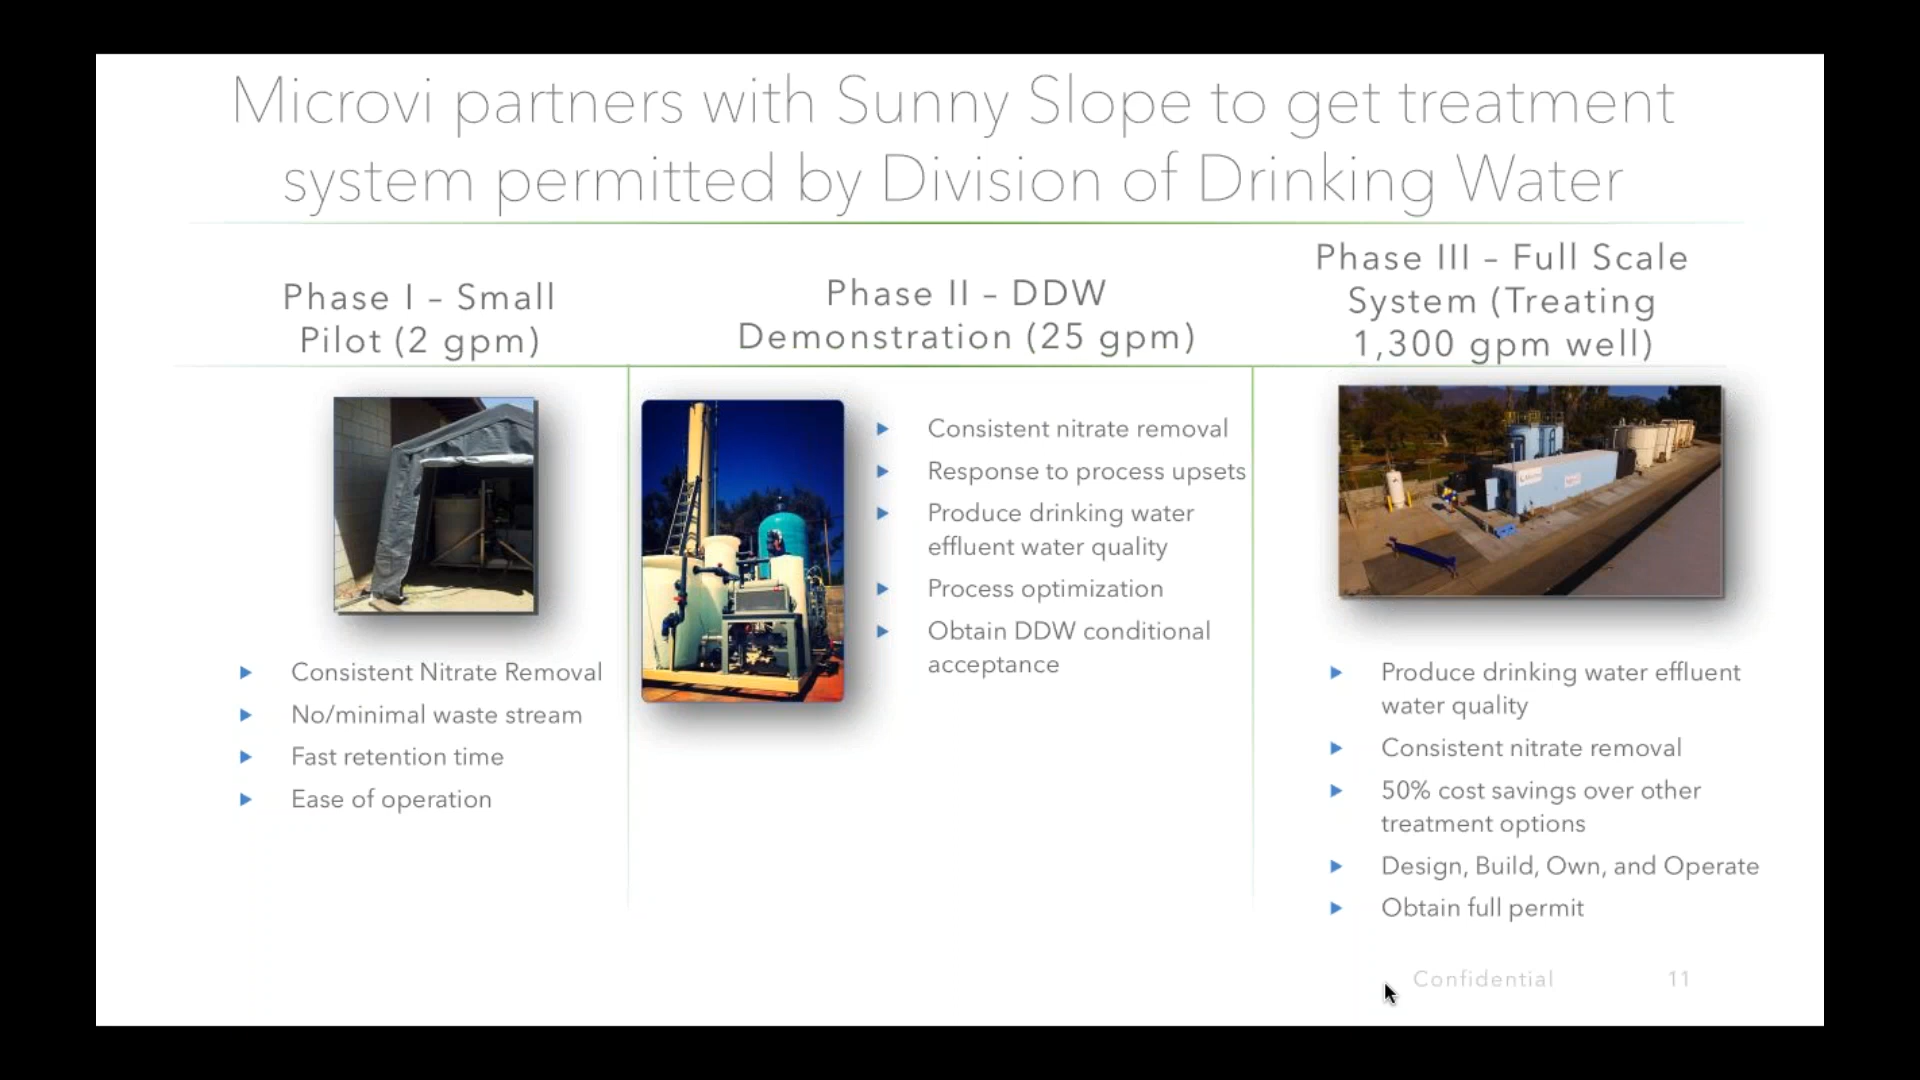 Microvi partners with Sunny Slope to get treatment
system permitted by Division of Drinking Water
Phase I – Small
Pilot (2 gpm)
Consistent Nitrate Removal
No/minimal waste stream
Fast retention time
Ease of operation
Phase II – DDW
Demonstration (25 gpm)
Consistent nitrate removal
Response to process upsets
Produce drinking water
effluent water quality
Process optimization
Obtain DDW conditional
acceptance
Phase III – Full Scale
System (Treating
1,300 gpm well)
Produce drinking water effluent
water quality
Consistent nitrate removal
50% cost savings over other
treatment options
Design, Build, Own, and Operate
Obtain full permit
Confidential
11